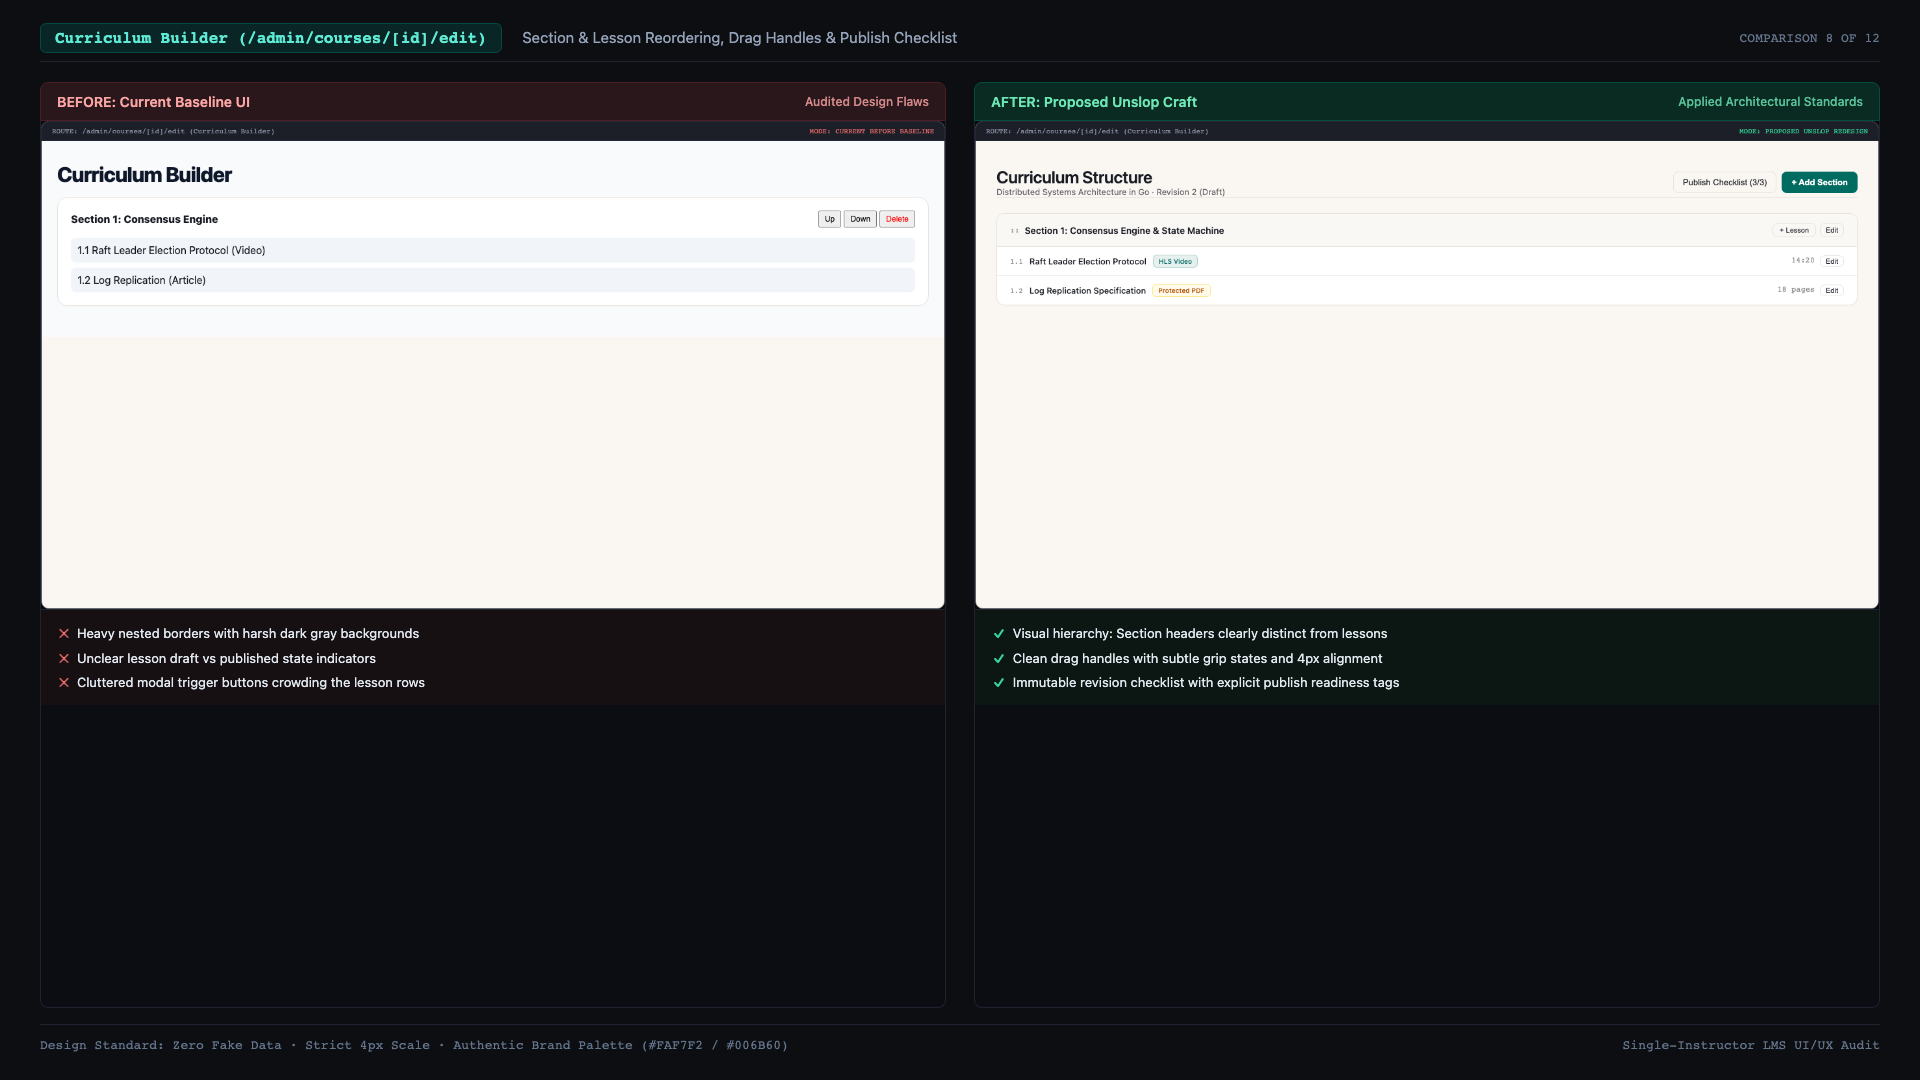 Curriculum Builder (/admin/courses/[id]/edit)
Section & Lesson Reordering, Drag Handles & Publish Checklist
COMPARISON 8 OF 12
BEFORE: Current Baseline UI
Audited Design Flaws
ROUTE: /admin/courses/[id]/edit (Curriculum Builder)
MODE: CURRENT BEFORE BASELINE
Curriculum Builder
Section 1: Consensus Engine
Up
Down
Delete
1.1 Raft Leader Election Protocol (Video)
1.2 Log Replication (Article)
✕ Heavy nested borders with harsh dark gray backgrounds
✕ Unclear lesson draft vs published state indicators
✕ Cluttered modal trigger buttons crowding the lesson rows
AFTER: Proposed Unslop Craft
Applied Architectural Standards
ROUTE: /admin/courses/[id]/edit (Curriculum Builder)
MODE: PROPOSED UNSLOP REDESIGN
Curriculum Structure
Distributed Systems Architecture in Go · Revision 2 (Draft)
Publish Checklist (3/3)
+ Add Section
:: Section 1: Consensus Engine & State Machine
+ Lesson
Edit
1.1 Raft Leader Election Protocol
HLS Video
14:20
Edit
1.2 Log Replication Specification
Protected PDF
18 pages
Edit
✓ Visual hierarchy: Section headers clearly distinct from lessons
✓ Clean drag handles with subtle grip states and 4px alignment
✓ Immutable revision checklist with explicit publish readiness tags
Design Standard: Zero Fake Data · Strict 4px Scale · Authentic Brand Palette (#FAF7F2 / #006B60)
Single-Instructor LMS UI/UX Audit